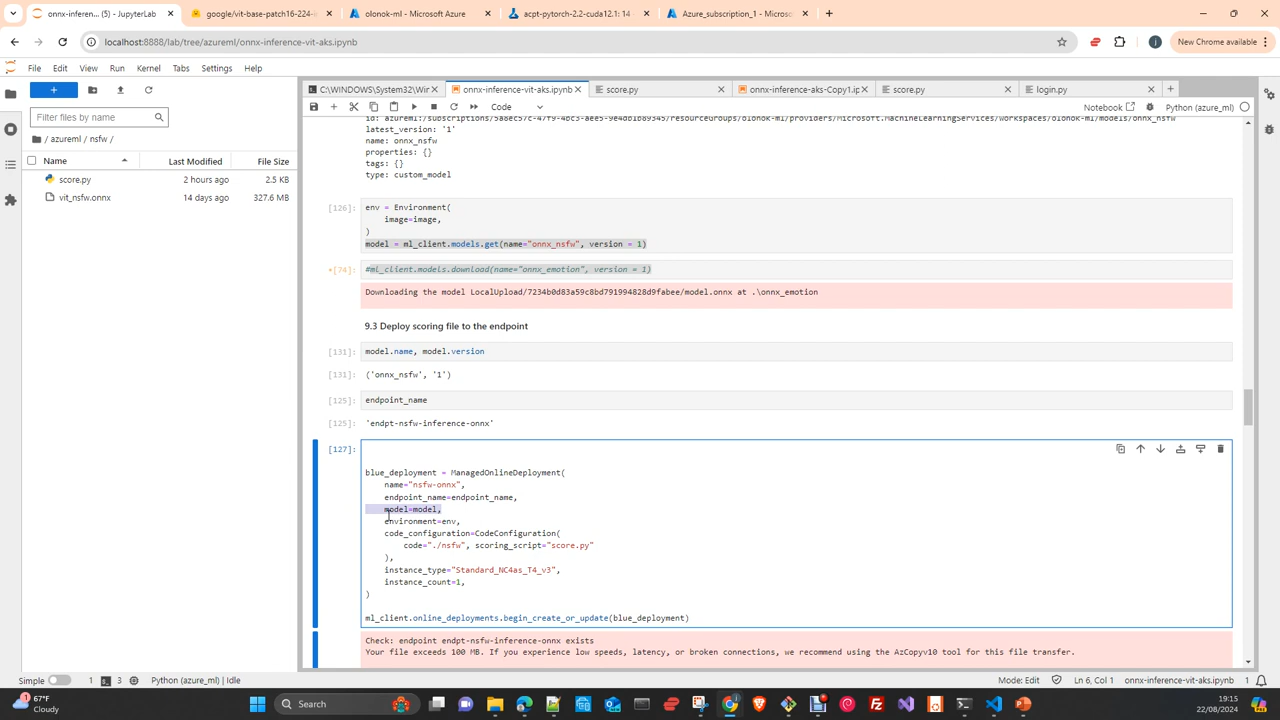 onnx-inferen... (5) - JupyterLab
google/vit-base-patch16-224-i
olonok-ml - Microsoft Azure
acpt-pytorch-2.2-cuda12.1: 14
Azure_subscription_1 - Microso
localhost:8888/lab/tree/azureml/onnx-inference-vit-aks.ipynb
New Chrome available
File Edit View Run Kernel Tabs Settings Help
C:\WINDOWS\System32\Wir
onnx-inference-vit-aks.ipynb
score.py
onnx-inference-aks-Copy1.ip
score.py
login.py
Code
Notebook
Python (azure_ml)
Filter files by name
/ azureml / nsfw /
Name Last Modified File Size
score.py 2 hours ago 2.5 KB
vit_nsfw.onnx 14 days ago 327.6 MB
latest_version: '1'
name: onnx_nsfw
properties: {}
tags: {}
type: custom_model
[126]: env = Environment(
image=image,
)
model = ml_client.models.get(name="onnx_nsfw", version = 1)
•[74]: #ml_client.models.download(name="onnx_emotion", version = 1)
Downloading the model LocalUpload/7234b0d83a59c8bd791994828d9fabee/model.onnx at .\onnx_emotion
9.3 Deploy scoring file to the endpoint
[131]: model.name, model.version
[131]: ('onnx_nsfw', '1')
[125]: endpoint_name
[125]: 'endpt-nsfw-inference-onnx'
[127]:
blue_deployment = ManagedOnlineDeployment(
name="nsfw-onnx",
endpoint_name=endpoint_name,
model=model,
environment=env,
code_configuration=CodeConfiguration(
code="./nsfw", scoring_script="score.py"
),
instance_type="Standard_NC4as_T4_v3",
instance_count=1,
)
ml_client.online_deployments.begin_create_or_update(blue_deployment)
Check: endpoint endpt-nsfw-inference-onnx exists
Your file exceeds 100 MB. If you experience low speeds, latency, or broken connections, we recommend using the AzCopyv10 tool for this file transfer.
Simple 1 3 Python (azure_ml) | Idle
Mode: Edit Ln 6, Col 1 onnx-inference-vit-aks.ipynb 1
67°F
Cloudy
Search
19:15
22/08/2024